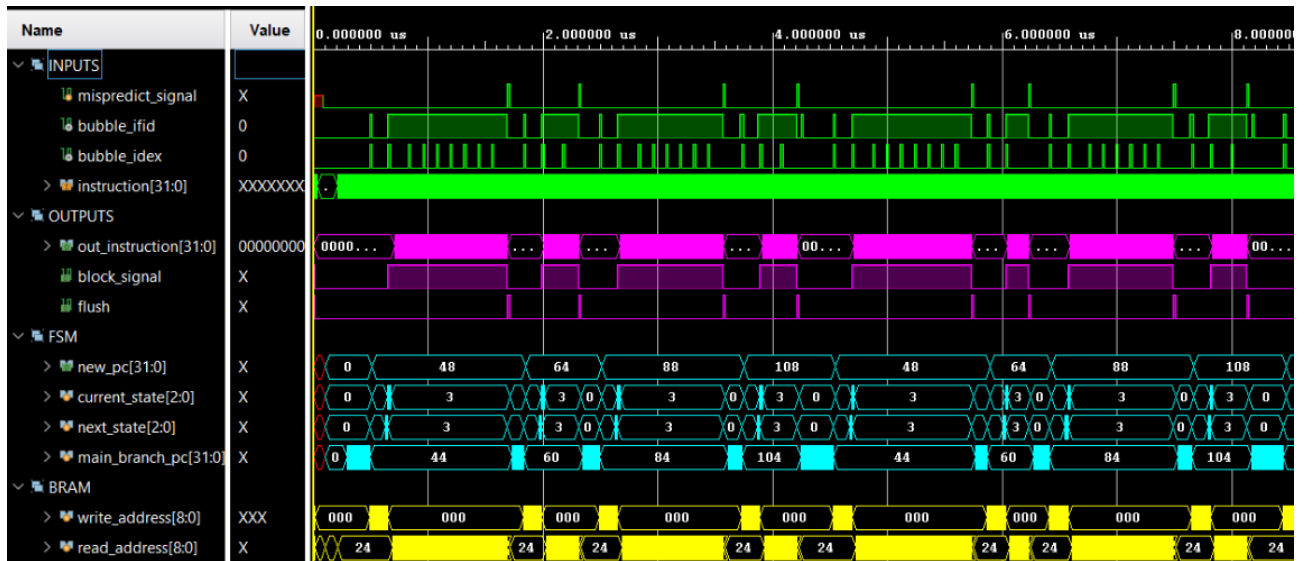 Name Value 0.000000 us 2.000000 us 4.000000 us 6.000000 us 8.00000
INPUTS
mispredict_signal X
bubble_ifid 0
bubble_idex 0
instruction[31:0] XXXXXXX .
OUTPUTS
out_instruction[31:0] 00000000 0000... ... ... ... 00... ... ... ... 00...
block_signal X
flush X
FSM
new_pc[31:0] X 0 48 64 88 108 48 64 88 108
current_state[2:0] X 0 3 3 0 3 0 3 0 3 3 0 3 0 3 0
next_state[2:0] X 0 3 3 0 3 0 3 0 3 3 0 3 0 3 0
main_branch_pc[31:0] X 0 44 60 84 104 44 60 84 104
BRAM
write_address[8:0] XXX 000 000 000 000 000 000 000 000 000
read_address[8:0] X 24 24 24 24 24 24 24 24 24